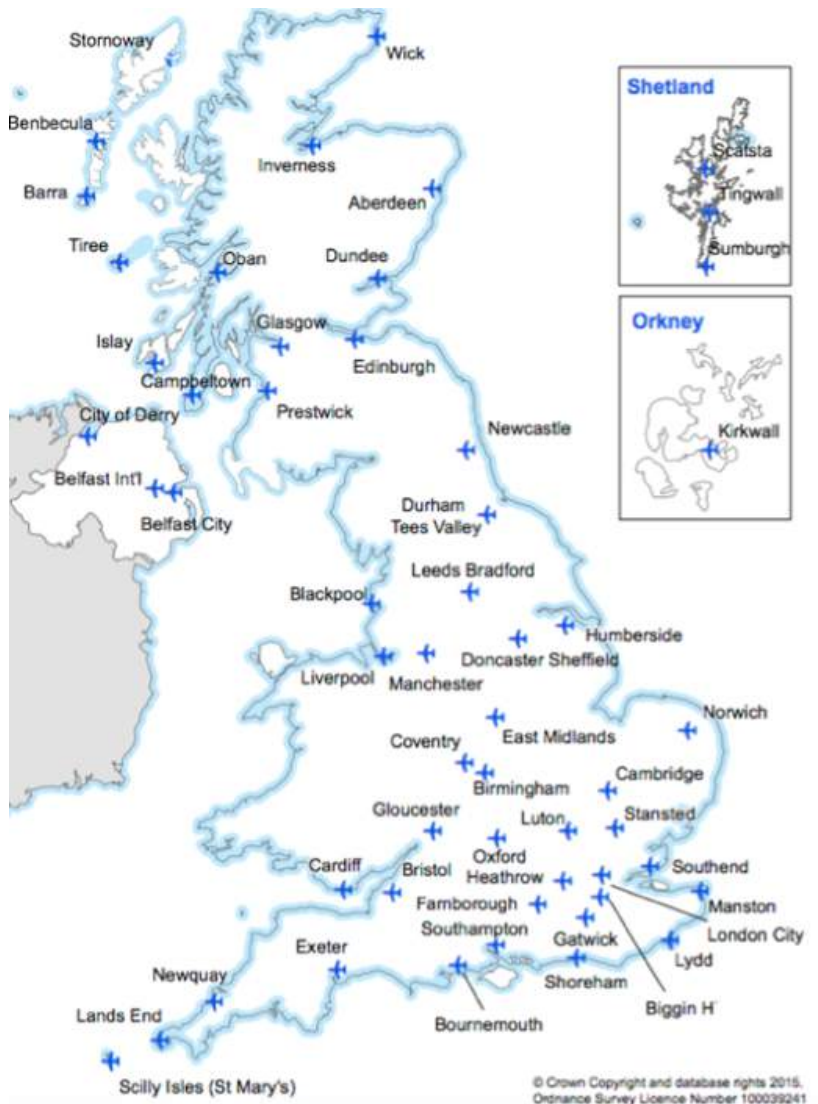 Stornoway
Wick
Shetland
Benbecula
Scatsta
Inverness
Barra
Aberdeen
Tingwall
Tiree
Oban
Dundee
Sumburgh
Orkney
Glasgow
Islay
Edinburgh
Campbeltown
City of Derry
Prestwick
Newcastle
Kirkwall
Belfast Int'l
Belfast City
Durham
Tees Valley
Leeds Bradford
Blackpool
Humberside
Doncaster Sheffield
Liverpool
Manchester
Norwich
East Midlands
Coventry
Birmingham
Cambridge
Gloucester
Luton
Stansted
Oxford
Cardiff
Bristol
Heathrow
Southend
Farnborough
Manston
Southampton
Gatwick
London City
Exeter
Lydd
Newquay
Shoreham
Biggin H
Lands End
Bournemouth
Scilly Isles (St Mary's)
© Crown Copyright and database rights 2015.
Ordnance Survey Licence Number 100039241